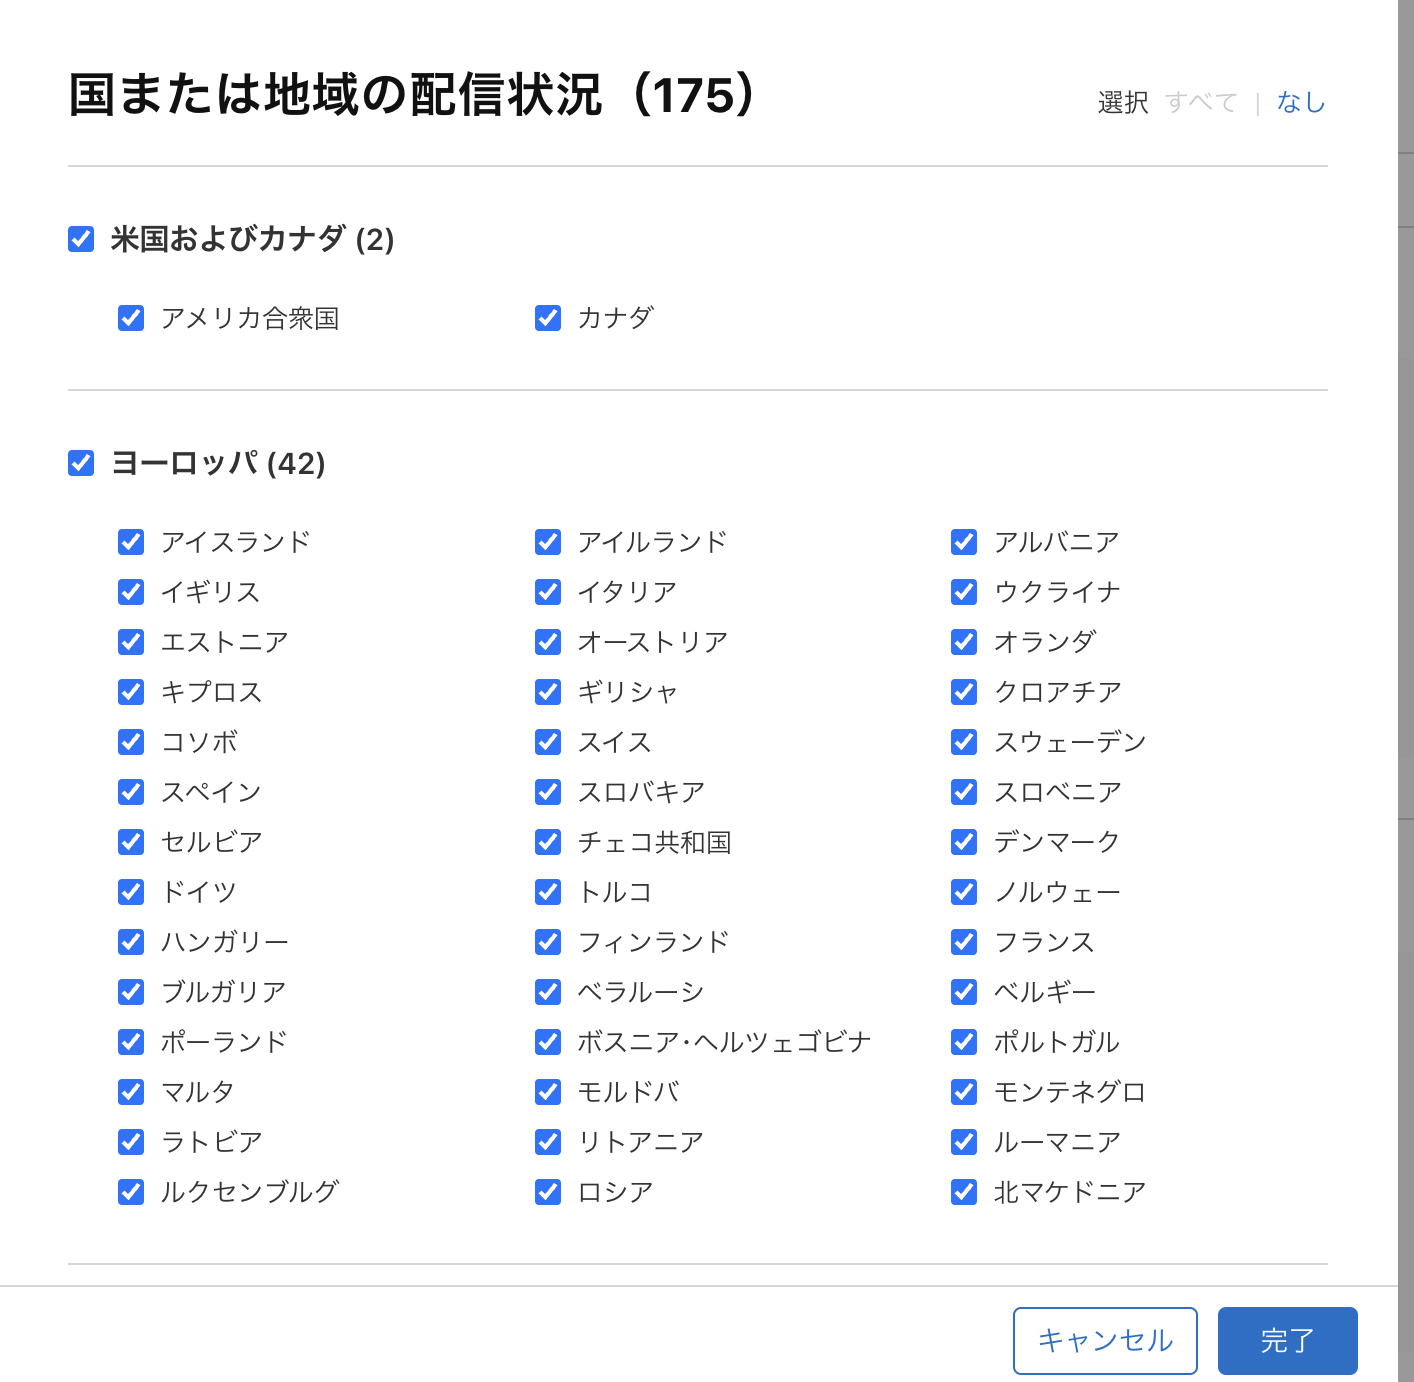 国または地域の配信状況（175）
選択 すべて | なし
米国およびカナダ (2)
アメリカ合衆国 カナダ
ヨーロッパ (42)
アイスランド アイルランド アルバニア
イギリス イタリア ウクライナ
エストニア オーストリア オランダ
キプロス ギリシャ クロアチア
コソボ スイス スウェーデン
スペイン スロバキア スロベニア
セルビア チェコ共和国 デンマーク
ドイツ トルコ ノルウェー
ハンガリー フィンランド フランス
ブルガリア ベラルーシ ベルギー
ポーランド ボスニア·ヘルツェゴビナ ポルトガル
マルタ モルドバ モンテネグロ
ラトビア リトアニア ルーマニア
ルクセンブルグ ロシア 北マケドニア
キャンセル 完了